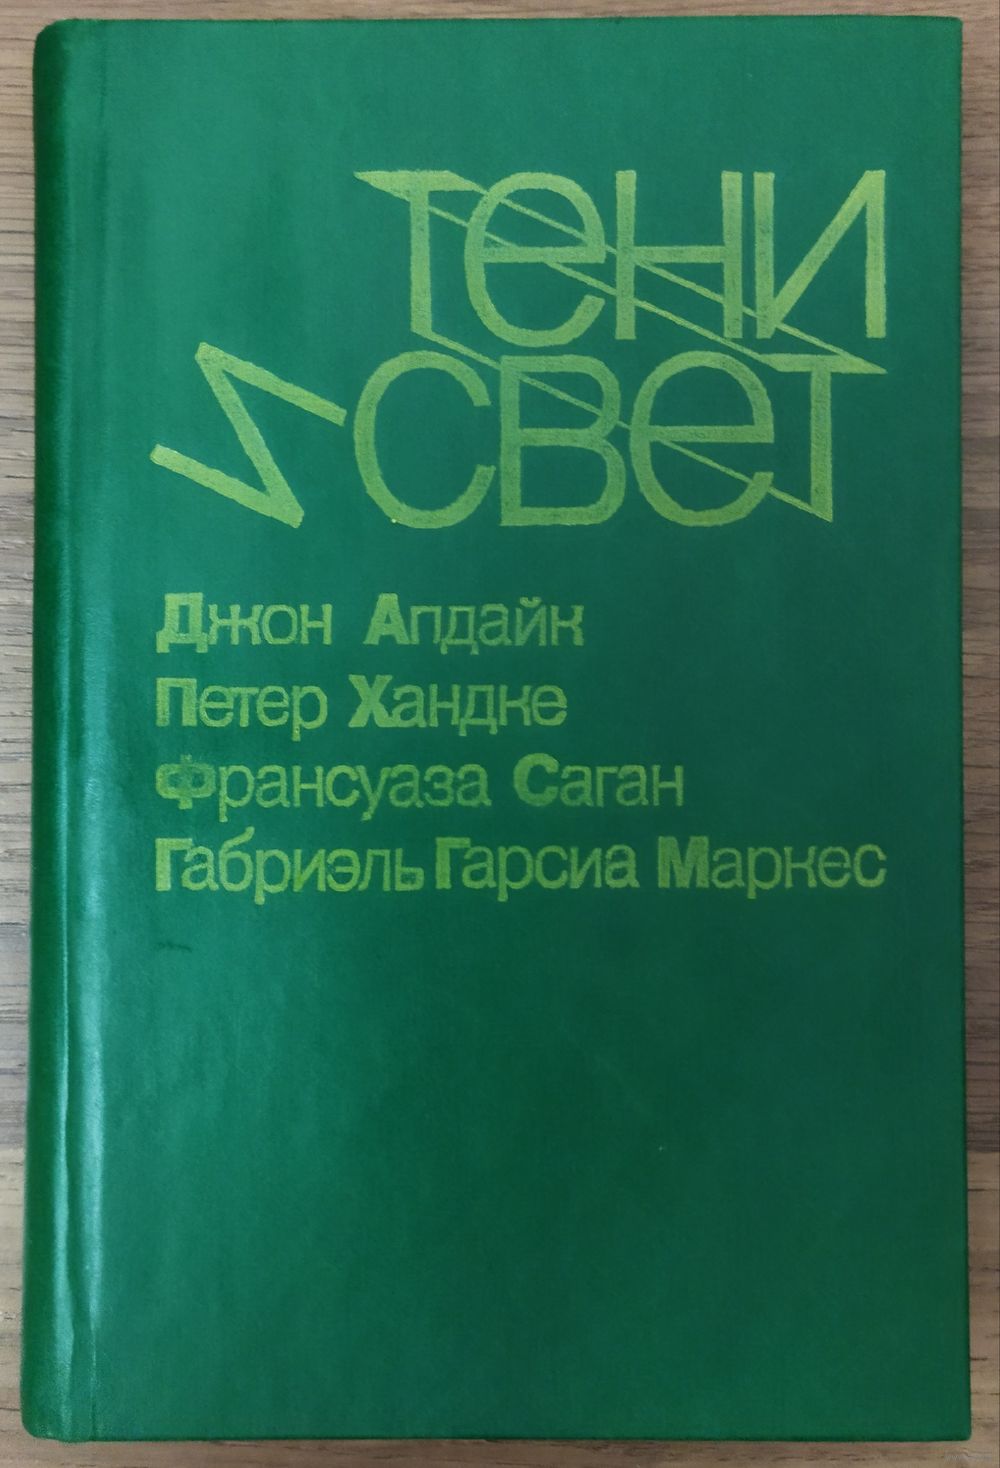 тени
и свет
Джон Апдайк
Петер Хандке
Франсуаза Саган
Габриэль Гарсиа Маркес